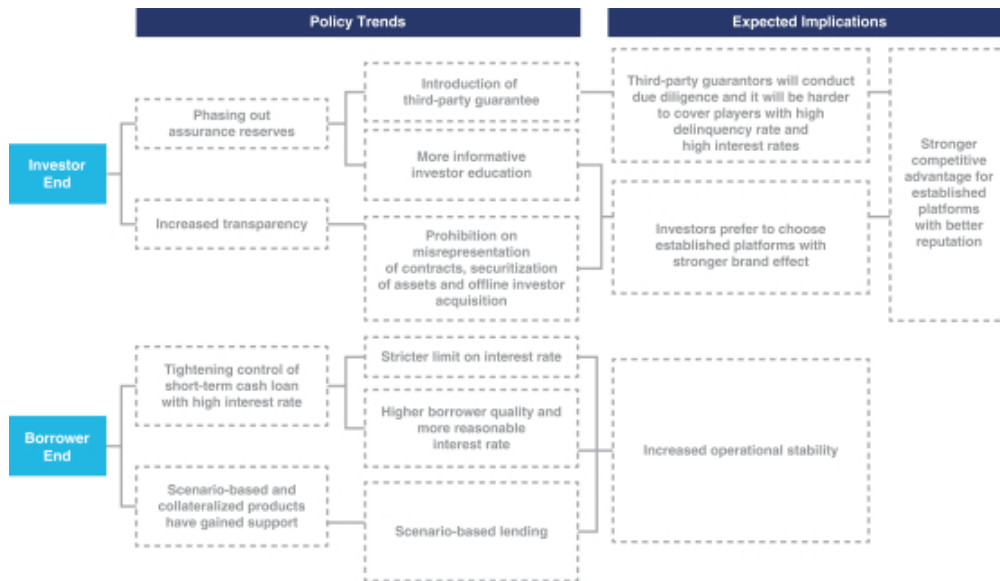 Policy Trends
Expected Implications
Investor
End
Phasing out
assurance reserves
Increased transparency
Introduction of
third-party guarantee
More informative
investor education
Prohibition on
misrepresentation
of contracts, securitization
of assets and offline investor
acquisition
Third-party guarantors will conduct
due diligence and it will be harder
to cover players with high
delinquency rate and
high interest rates
Investors prefer to choose
established platforms with
stronger brand effect
Stronger
competitive
advantage for
established
platforms
with better
reputation
Borrower
End
Tightening control of
short-term cash loan
with high interest rate
Scenario-based and
collateralized products
have gained support
Stricter limit on interest rate
Higher borrower quality and
more reasonable
interest rate
Scenario-based lending
Increased operational stability